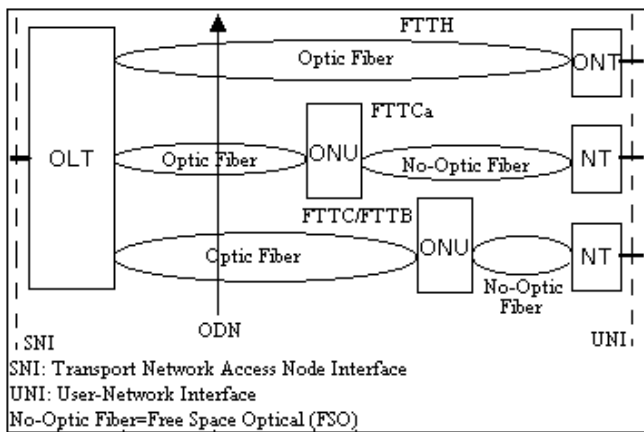 FTTH
Optic Fiber
ONT
FTTCa
OLT
Optic Fiber
ONU
No-Optic Fiber
NT
FTTC/FTTB
Optic Fiber
ONU
No-Optic
Fiber
NT
ODN
SNI
UNI
SNI: Transport Network Access Node Interface
UNI: User-Network Interface
No-Optic Fiber=Free Space Optical (FSO)